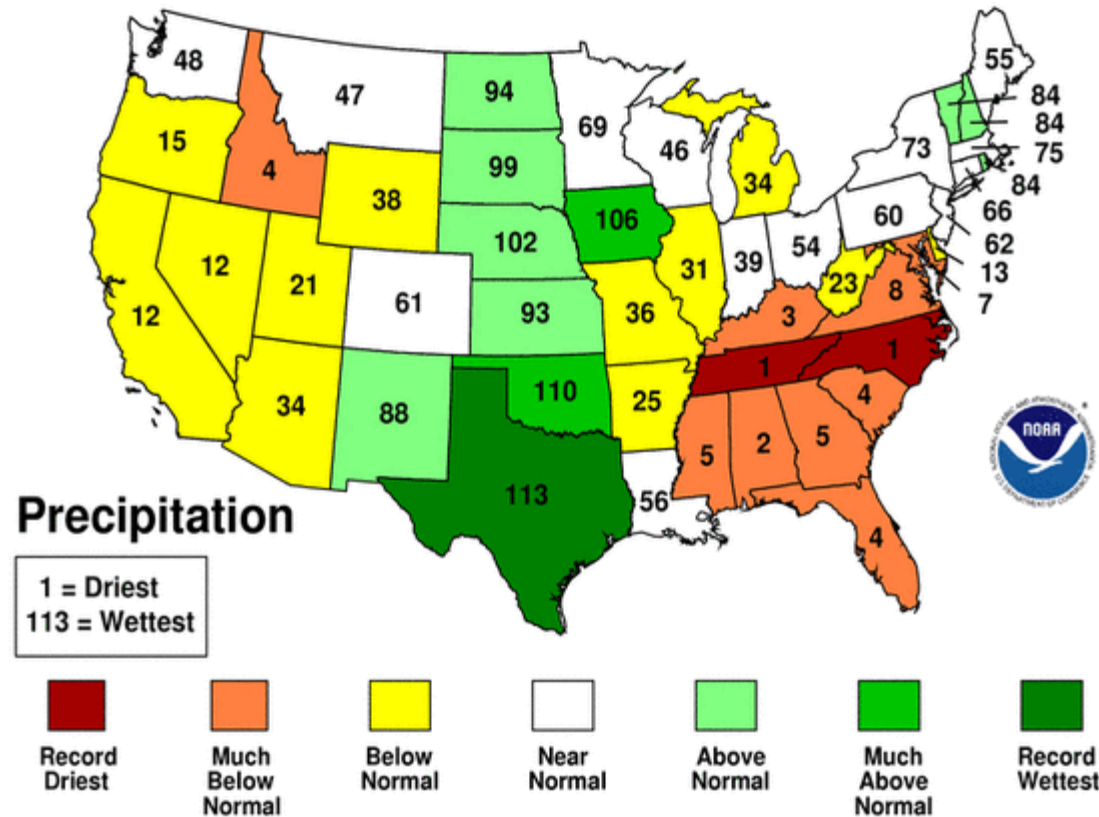 48
47
94
69
55
84
84
75
84
66
62
13
7
15
4
38
99
46
34
73
60
12
12
21
61
102
106
31
39
54
23
8
34
88
93
36
3
1
1
110
25
4
5
2
5
113
56
4
NOAA
Precipitation
1 = Driest
113 = Wettest
Record
Driest
Much
Below
Normal
Below
Normal
Near
Normal
Above
Normal
Much
Above
Normal
Record
Wettest